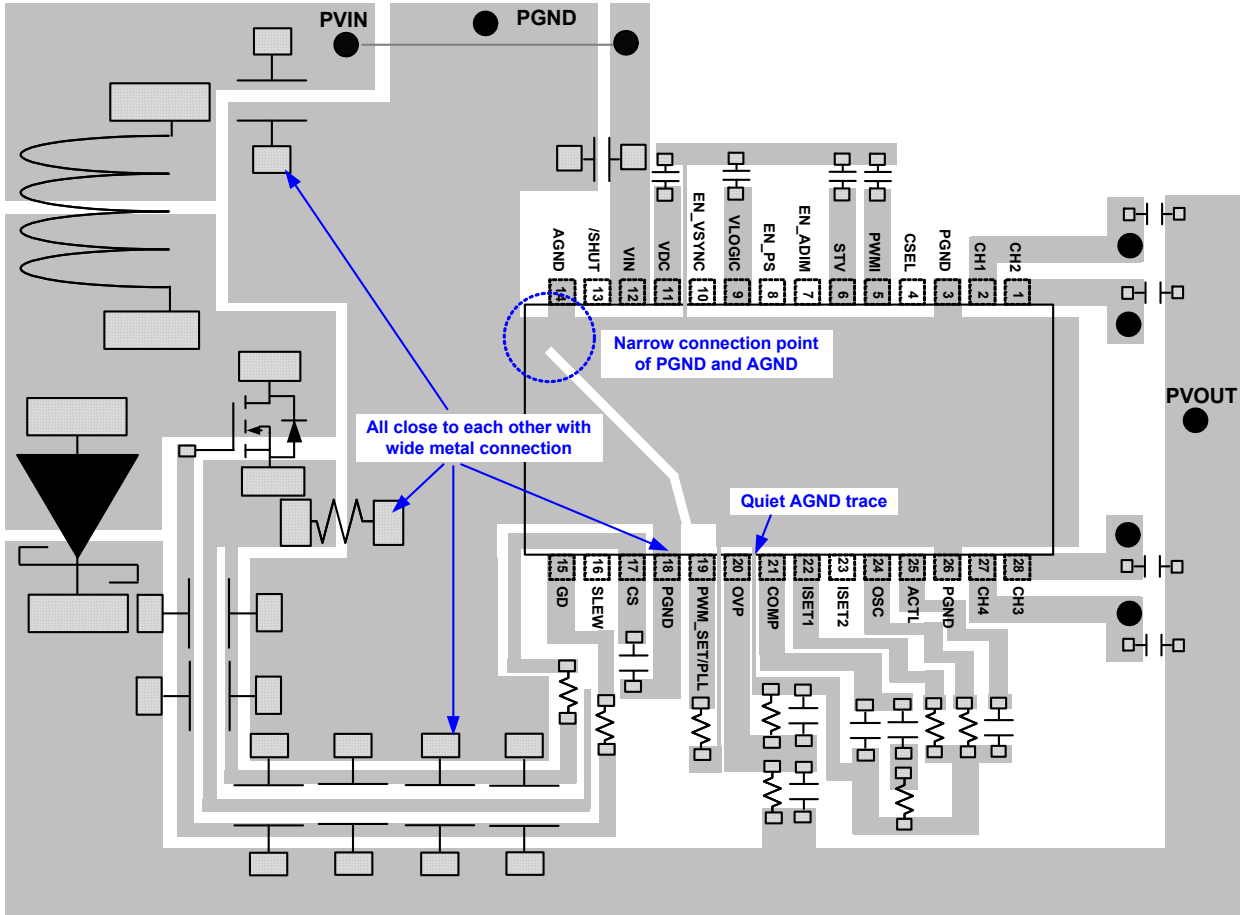 PVIN
PGND
AGND
/SHUT
VIN
VDC
EN_VSYNC
VLOGIC
EN_PS
EN_ADIM
STV
PWMI
CSEL
PGND
CH1
CH2
14
13
12
11
10
9
8
7
6
5
4
3
2
1
Narrow connection point
of PGND and AGND
PVOUT
All close to each other with
wide metal connection
Quiet AGND trace
15
16
17
18
19
20
21
22
23
24
25
26
27
28
GD
SLEW
CS
PGND
PWM_SET/PLL
OVP
COMP
ISET1
ISET2
OSC
ACTL
PGND
CH4
CH3